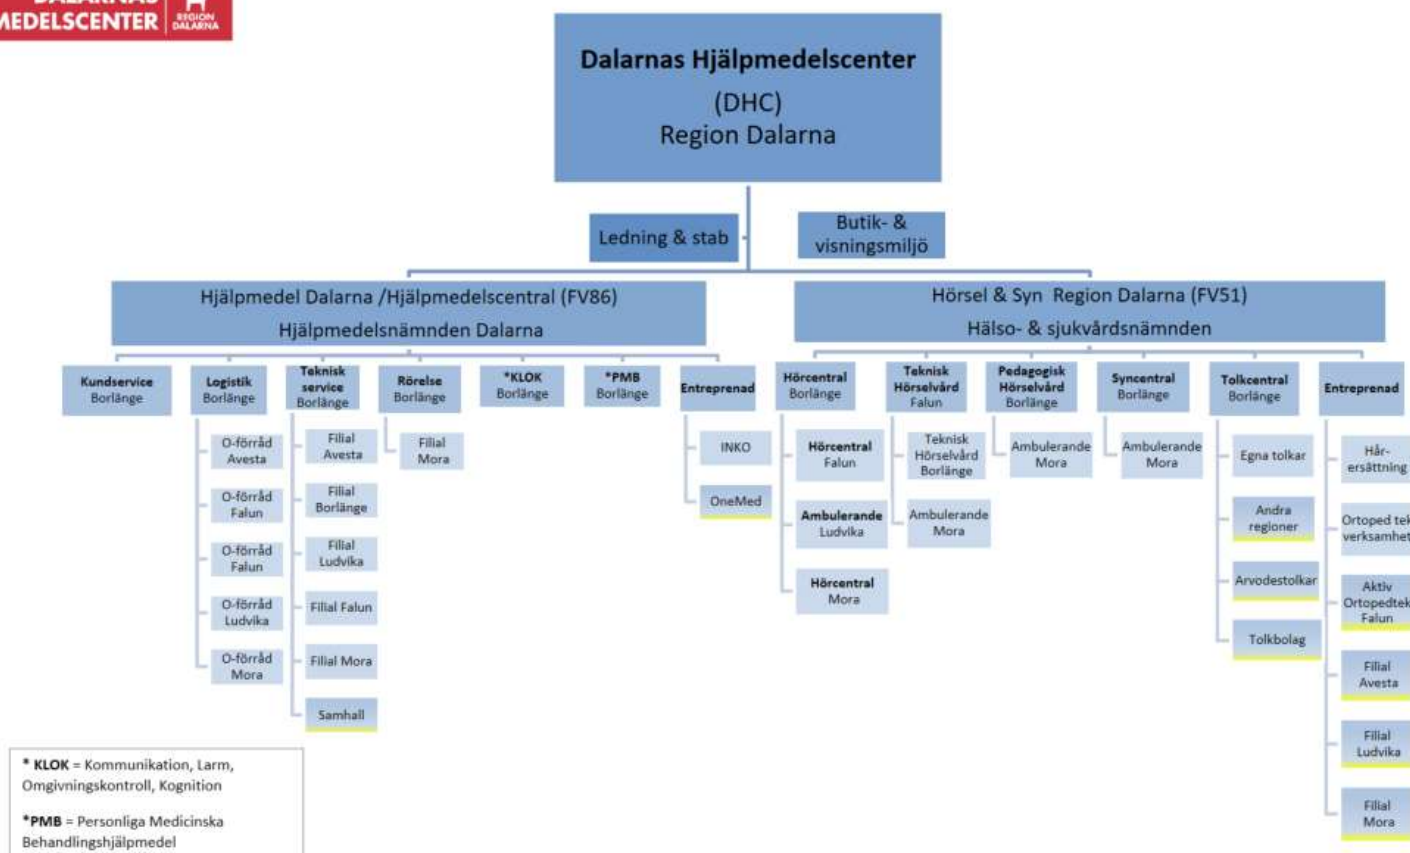 DALARNAS
MEDELSCENTER
REGION
DALARNA
Dalarnas Hjälpmedelscenter
(DHC)
Region Dalarna
Ledning & stab
Butik- &
visningsmiljö
Hjälpmedel Dalarna /Hjälpmedelscentral (FV86)
Hjälpmedelsnämnden Dalarna
Hörsel & Syn Region Dalarna (FV51)
Hälso- & sjukvårdsnämnden
Kundservice
Borlänge
Logistik
Borlänge
O-förråd
Avesta
O-förråd
Falun
O-förråd
Falun
O-förråd
Ludvika
O-förråd
Mora
Teknisk
service
Borlänge
Filial
Avesta
Filial
Borlänge
Filial
Ludvika
Filial Falun
Filial Mora
Samhall
Rörelse
Borlänge
Filial
Mora
*KLOK
Borlänge
*PMB
Borlänge
Entreprenad
INKO
OneMed
Hörcentral
Borlänge
Hörcentral
Falun
Ambulerande
Ludvika
Hörcentral
Mora
Teknisk
Hörselvård
Falun
Teknisk
Hörselvård
Borlänge
Ambulerande
Mora
Pedagogisk
Hörselvård
Borlänge
Ambulerande
Mora
Syncentral
Borlänge
Ambulerande
Mora
Tolkcentral
Borlänge
Egna tolkar
Andra
regioner
Arvodestolkar
Tolkbolag
Entreprenad
Hår-
ersättning
Ortoped tek
verksamhet
Aktiv
Ortopedtek
Falun
Filial
Avesta
Filial
Ludvika
Filial
Mora
* KLOK = Kommunikation, Larm,
Omgivningskontroll, Kognition
*PMB = Personliga Medicinska
Behandlingshjälpmedel